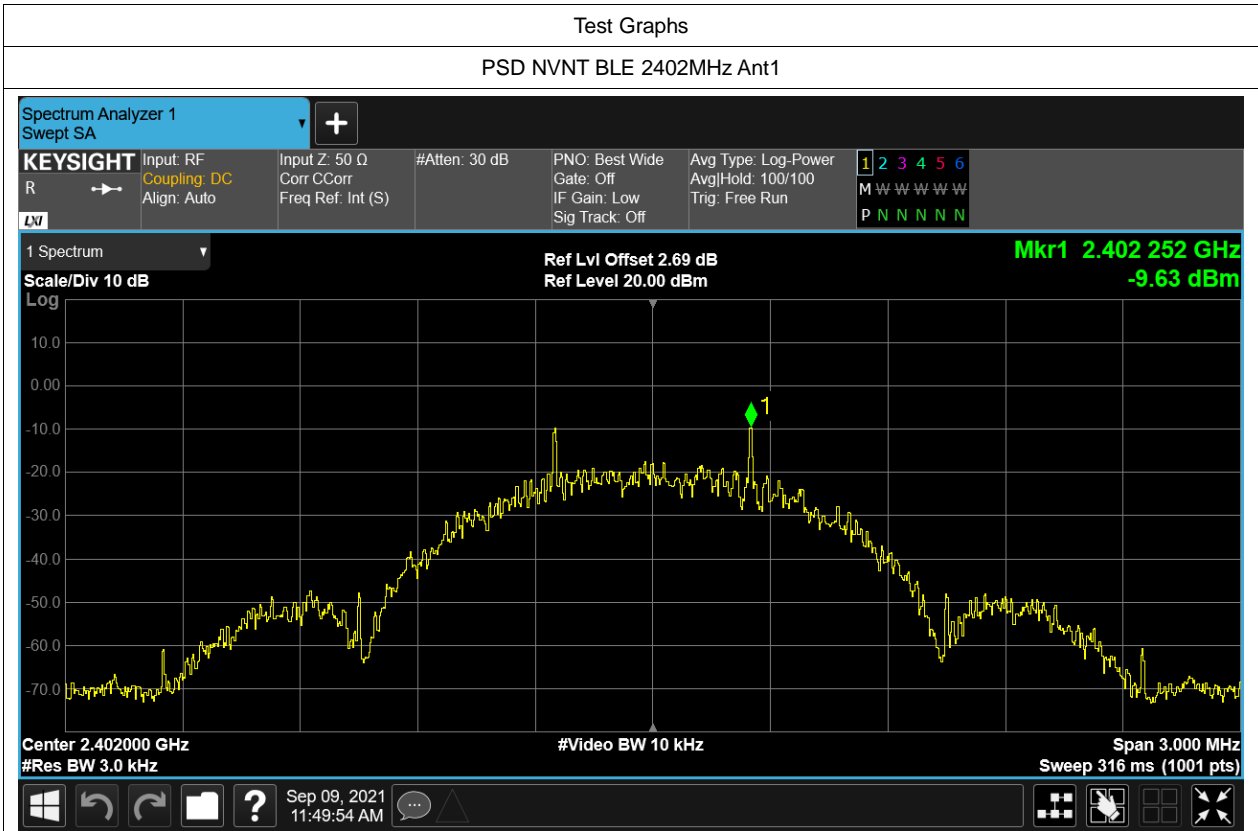 Test Graphs
PSD NVNT BLE 2402MHz Ant1
Spectrum Analyzer 1
Swept SA
KEYSIGHT
R
LXI
Input: RF
Coupling: DC
Align: Auto
Input Z: 50 Ω
Corr CCorr
Freq Ref: Int (S)
#Atten: 30 dB
PNO: Best Wide
Gate: Off
IF Gain: Low
Sig Track: Off
Avg Type: Log-Power
Avg|Hold: 100/100
Trig: Free Run
1 2 3 4 5 6
M W W W W W
P N N N N N
1 Spectrum
Scale/Div 10 dB
Log
Ref Lvl Offset 2.69 dB
Ref Level 20.00 dBm
Mkr1 2.402 252 GHz
-9.63 dBm
10.0
0.00
-10.0
-20.0
-30.0
-40.0
-50.0
-60.0
-70.0
1
Center 2.402000 GHz
#Res BW 3.0 kHz
#Video BW 10 kHz
Span 3.000 MHz
Sweep 316 ms (1001 pts)
?
Sep 09, 2021
11:49:54 AM